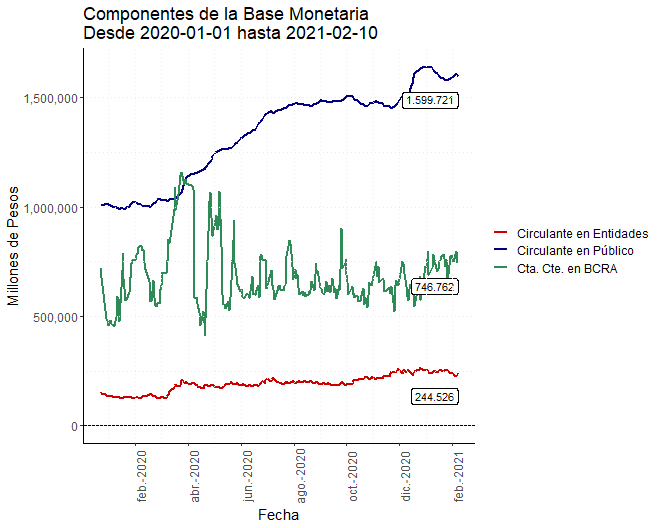 Componentes de la Base Monetaria
Desde 2020-01-01 hasta 2021-02-10
Millones de Pesos
1,500,000
1,000,000
500,000
0
1.599.721
746.762
244.526
Circulante en Entidades
Circulante en Público
Cta. Cte. en BCRA
feb.-2020
abr.-2020
jun.-2020
ago.-2020
oct.-2020
dic.-2020
feb.-2021
Fecha